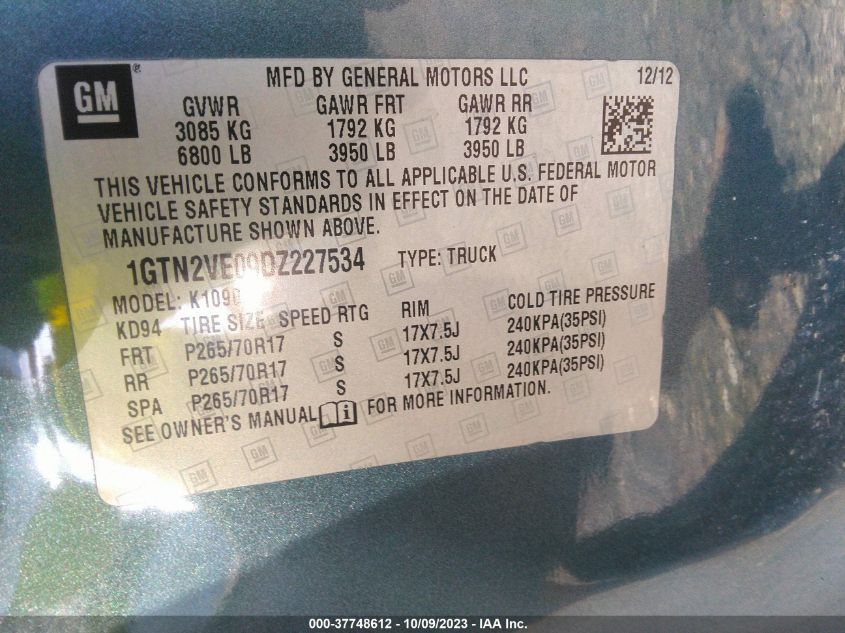 GM ® MFD BY GENERAL MOTORS LLC 12/12
GVWR GAWR FRT GAWR RR
3085 KG 1792 KG 1792 KG
6800 LB 3950 LB 3950 LB
THIS VEHICLE CONFORMS TO ALL APPLICABLE U.S. FEDERAL MOTOR
VEHICLE SAFETY STANDARDS IN EFFECT ON THE DATE OF
MANUFACTURE SHOWN ABOVE.
1GTN2VE09DZ227534 TYPE: TRUCK
MODEL: K1090
KD94 TIRE SIZE SPEED RTG RIM COLD TIRE PRESSURE
FRT P265/70R17 S 17X7.5J 240KPA(35PSI)
RR P265/70R17 S 17X7.5J 240KPA(35PSI)
SPA P265/70R17 S 17X7.5J 240KPA(35PSI)
SEE OWNER'S MANUAL i FOR MORE INFORMATION.
000-37748612 - 10/09/2023 - IAA Inc.